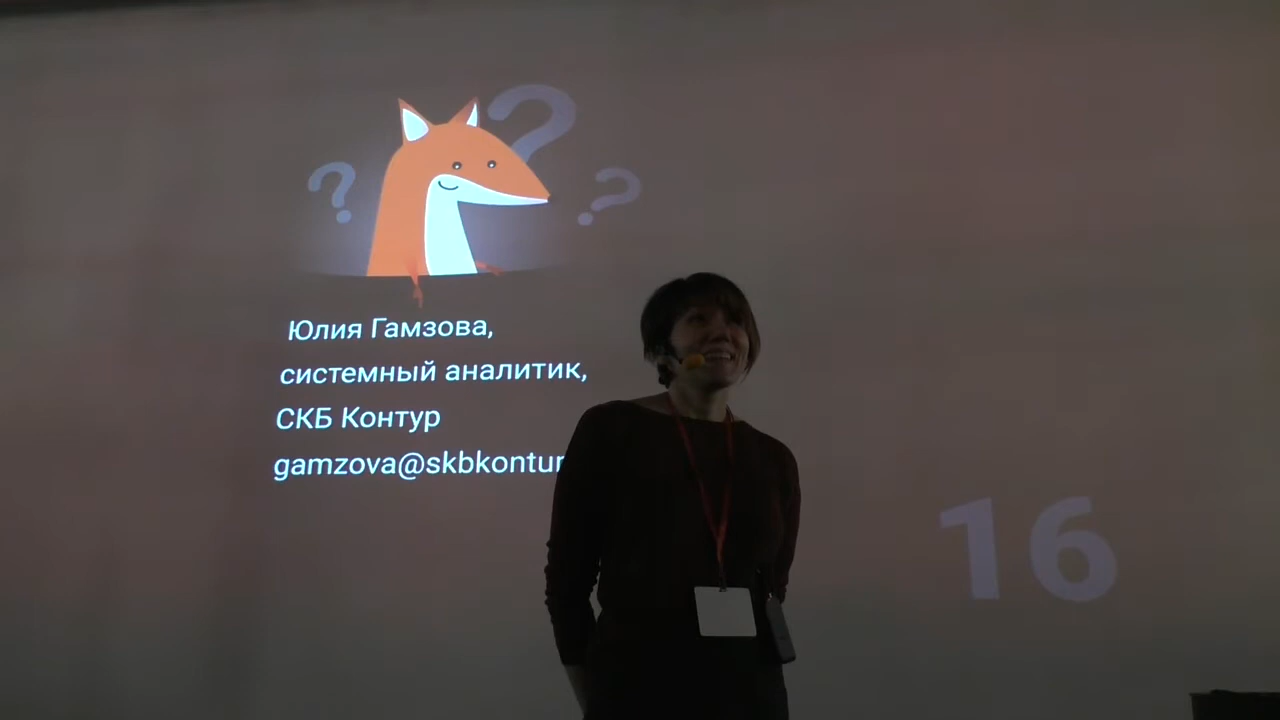 ? ? ?
Юлия Гамзова,
системный аналитик,
СКБ Контур
gamzova@skbkontur
16